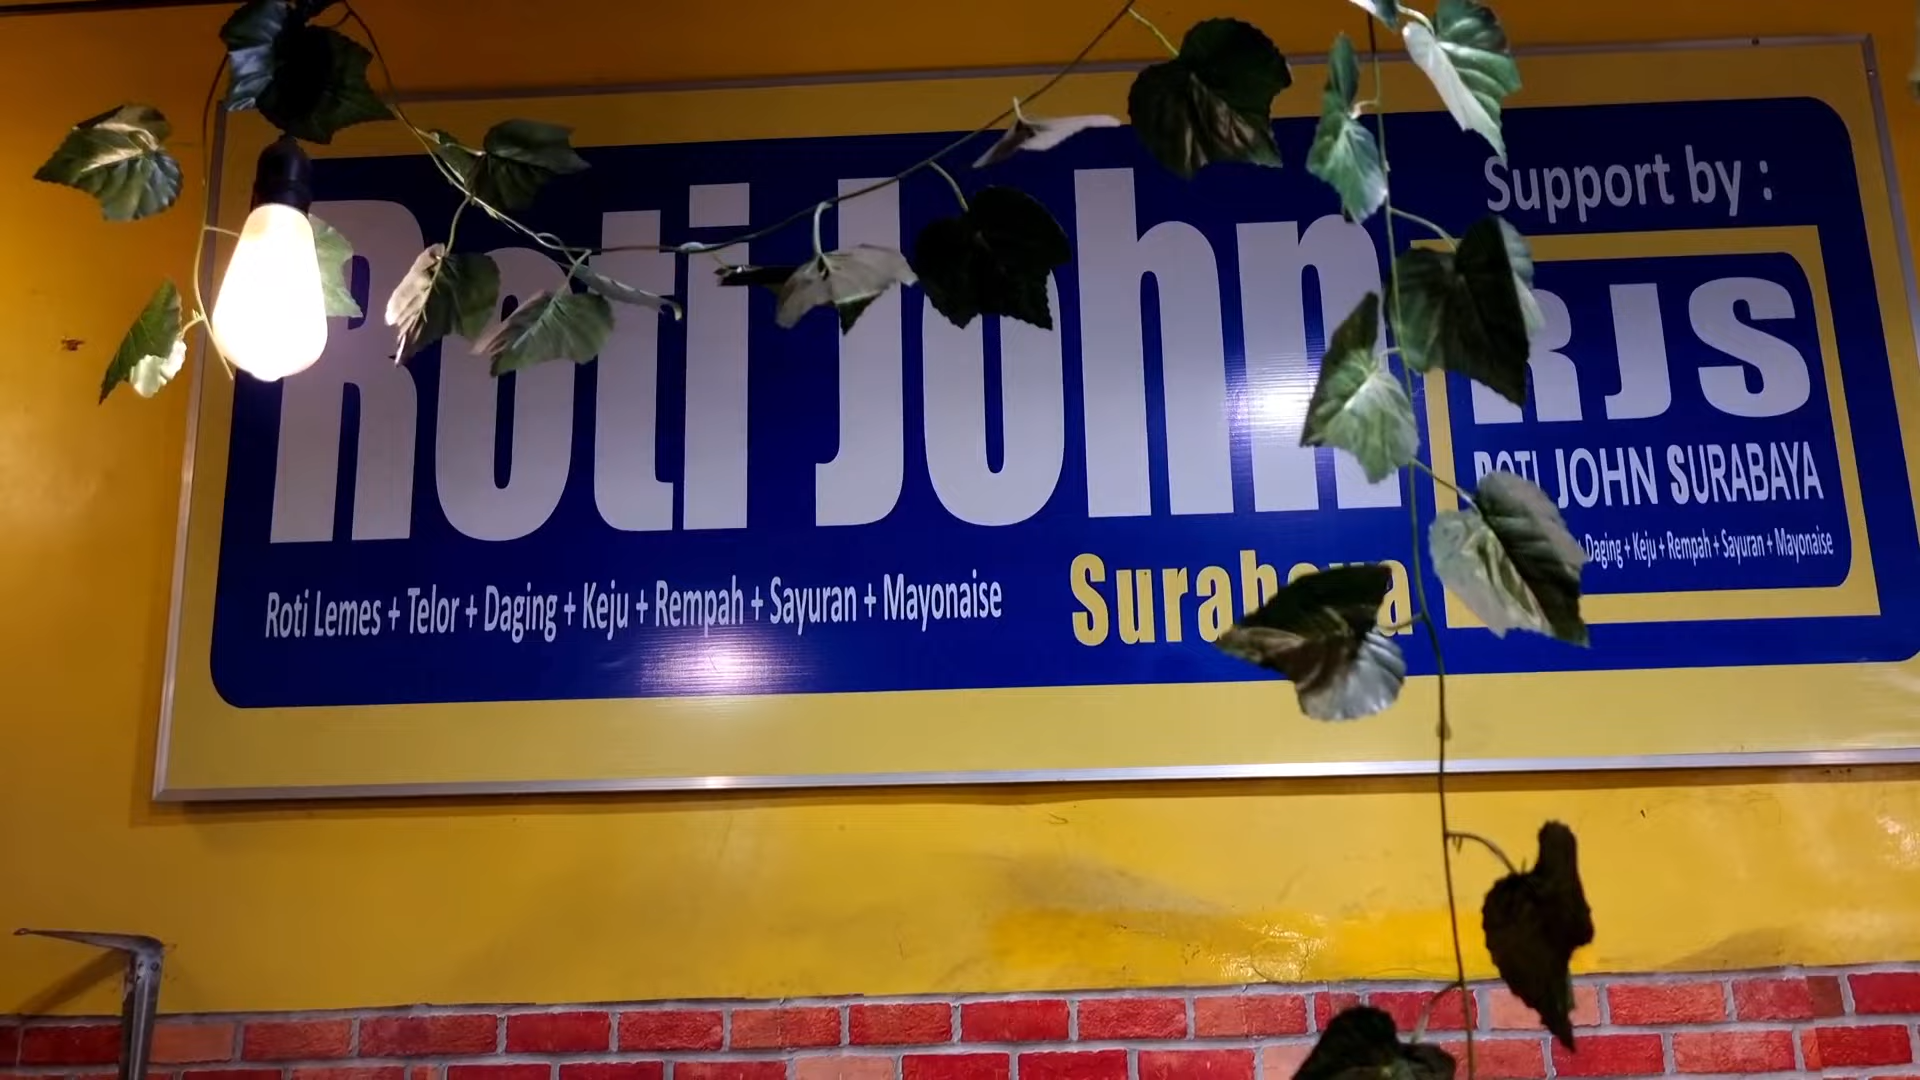 Roti John
Surabaya
Roti Lemes + Telor + Daging + Keju + Rempah + Sayuran + Mayonaise
Support by :
RJS
ROTI JOHN SURABAYA
+ Daging + Keju + Rempah + Sayuran + Mayonaise